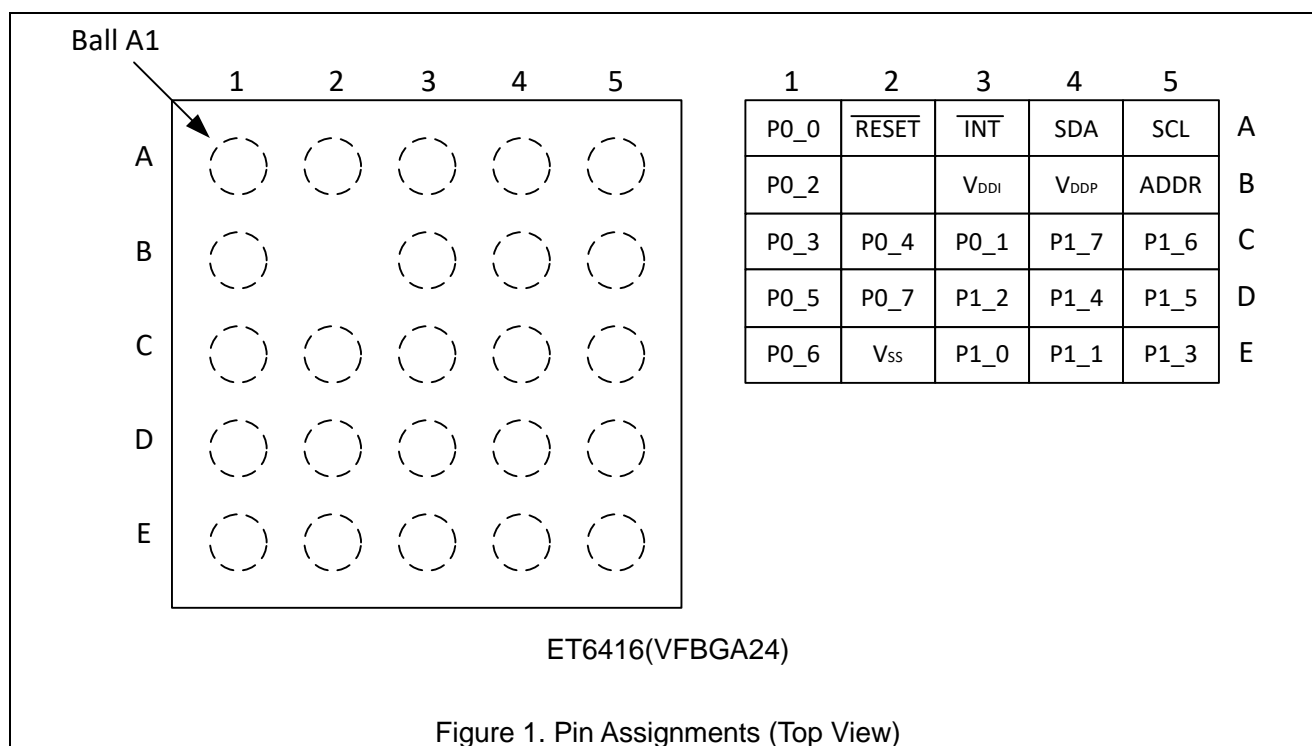 Ball A1
1 2 3 4 5
A
B
C
D
E
1 2 3 4 5
P0_0 RESET INT SDA SCL A
P0_2 VDDI VDDP ADDR B
P0_3 P0_4 P0_1 P1_7 P1_6 C
P0_5 P0_7 P1_2 P1_4 P1_5 D
P0_6 VSS P1_0 P1_1 P1_3 E
ET6416(VFBGA24)
Figure 1. Pin Assignments (Top View)